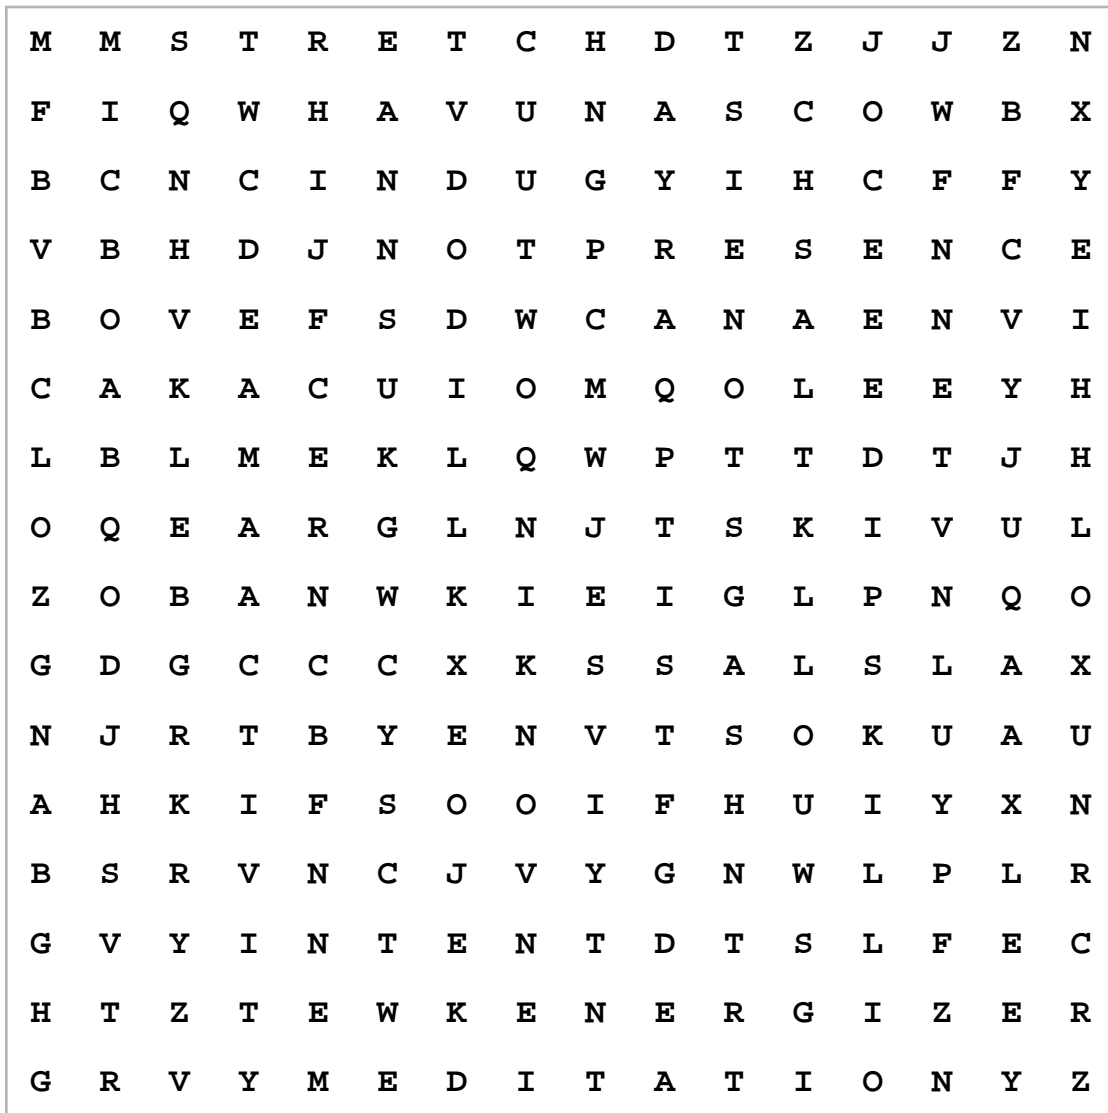 M M S T R E T C H D T Z J J Z N
F I Q W H A V U N A S C O W B X
B C N C I N D U G Y I H C F F Y
V B H D J N O T P R E S E N C E
B O V E F S D W C A N A E N V I
C A K A C U I O M Q O L E E Y H
L B L M E K L Q W P T T D T J H
O Q E A R G L N J T S K I V U L
Z O B A N W K I E I G L P N Q O
G D G C C C X K S S A L S L A X
N J R T B Y E N V T S O K U A U
A H K I F S O O I F H U I Y X N
B S R V N C J V Y G N W L P L R
G V Y I N T E N T D T S L F E C
H T Z T E W K E N E R G I Z E R
G R V Y M E D I T A T I O N Y Z